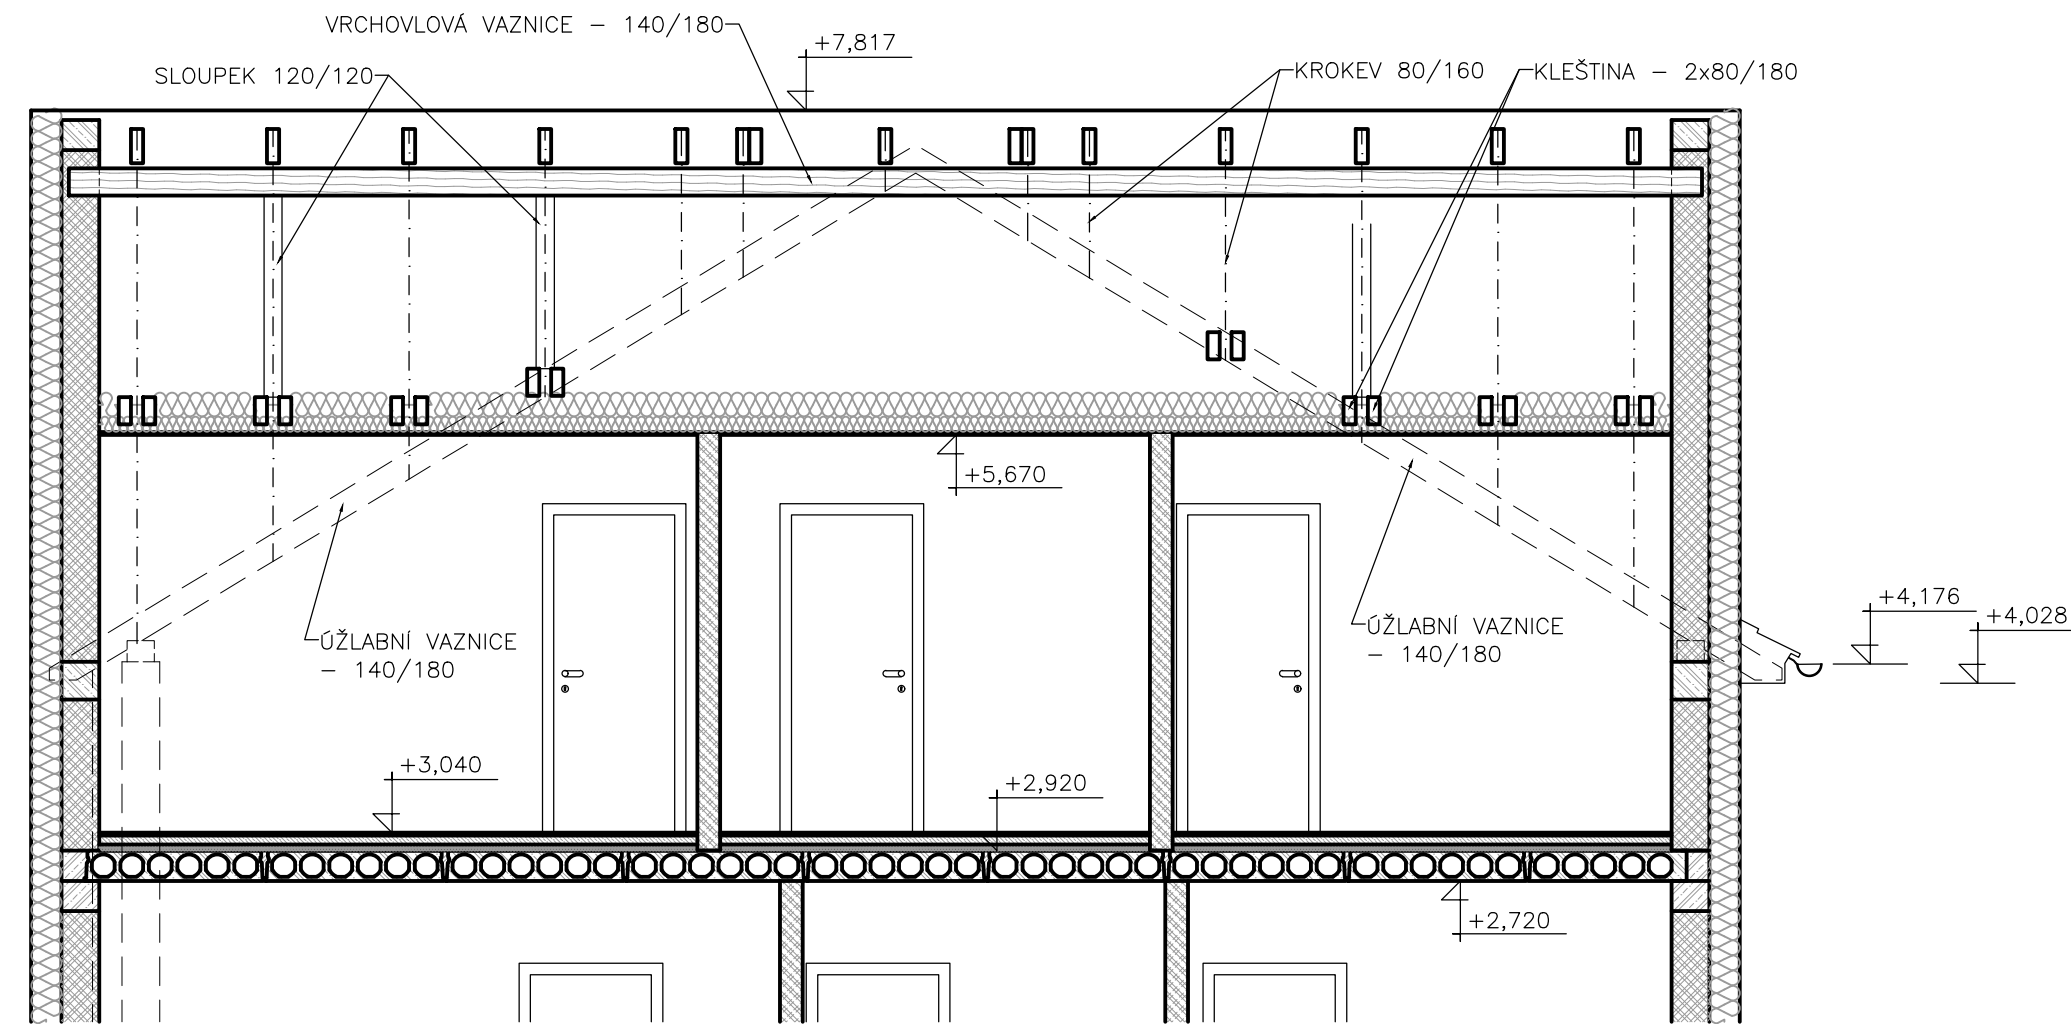 VRCHOVLOVÁ VAZNICE – 140/180
+7,817
SLOUPEK 120/120
KROKEV 80/160
KLEŠTINA – 2x80/180
+5,670
ÚŽLABNÍ VAZNICE
– 140/180
ÚŽLABNÍ VAZNICE
– 140/180
+4,176
+4,028
+3,040
+2,920
+2,720